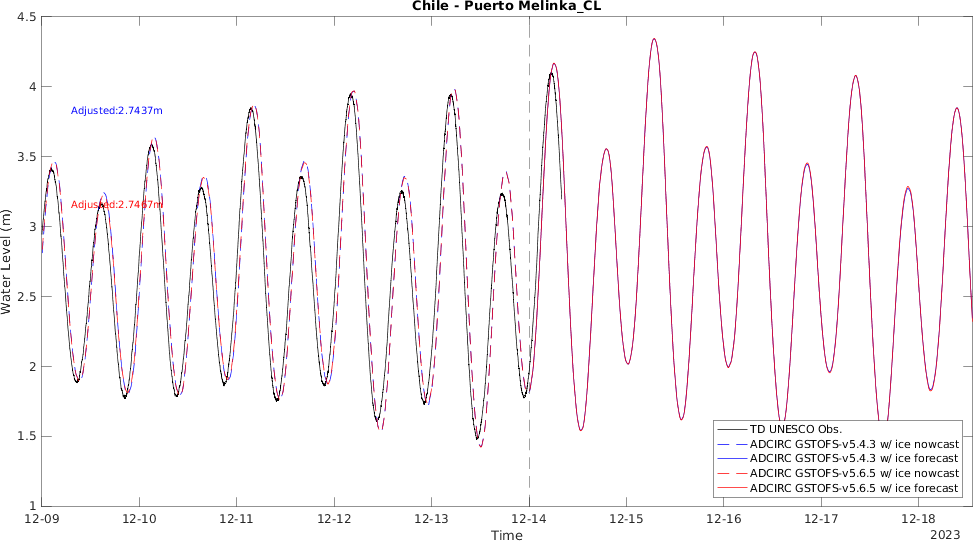 Chile - Puerto Melinka_CL
4.5
4
3.5
3
2.5
2
1.5
1
Water Level (m)
Adjusted:2.7437m
Adjusted:2.7467m
TD UNESCO Obs.
ADCIRC GSTOFS-v5.4.3 w/ ice nowcast
ADCIRC GSTOFS-v5.4.3 w/ ice forecast
ADCIRC GSTOFS-v5.6.5 w/ ice nowcast
ADCIRC GSTOFS-v5.6.5 w/ ice forecast
12-09 12-10 12-11 12-12 12-13 12-14 12-15 12-16 12-17 12-18
Time
2023